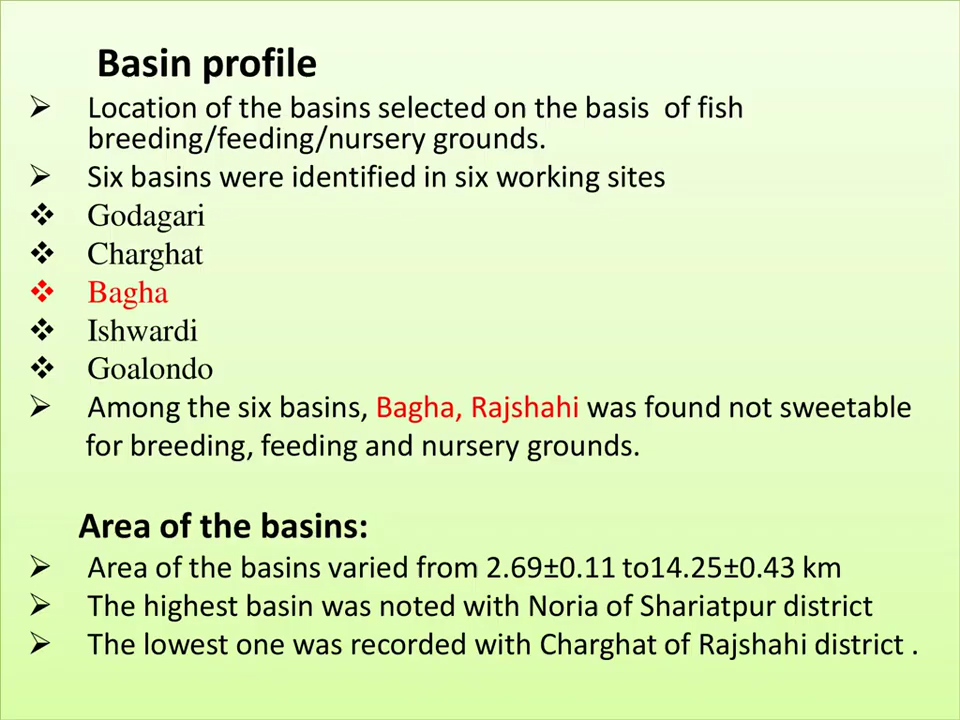 Basin profile
➢ Location of the basins selected on the basis of fish
breeding/feeding/nursery grounds.
➢ Six basins were identified in six working sites
❖ Godagari
❖ Charghat
❖ Bagha
❖ Ishwardi
❖ Goalondo
➢ Among the six basins, Bagha, Rajshahi was found not sweetable
for breeding, feeding and nursery grounds.
Area of the basins:
➢ Area of the basins varied from 2.69±0.11 to14.25±0.43 km
➢ The highest basin was noted with Noria of Shariatpur district
➢ The lowest one was recorded with Charghat of Rajshahi district .